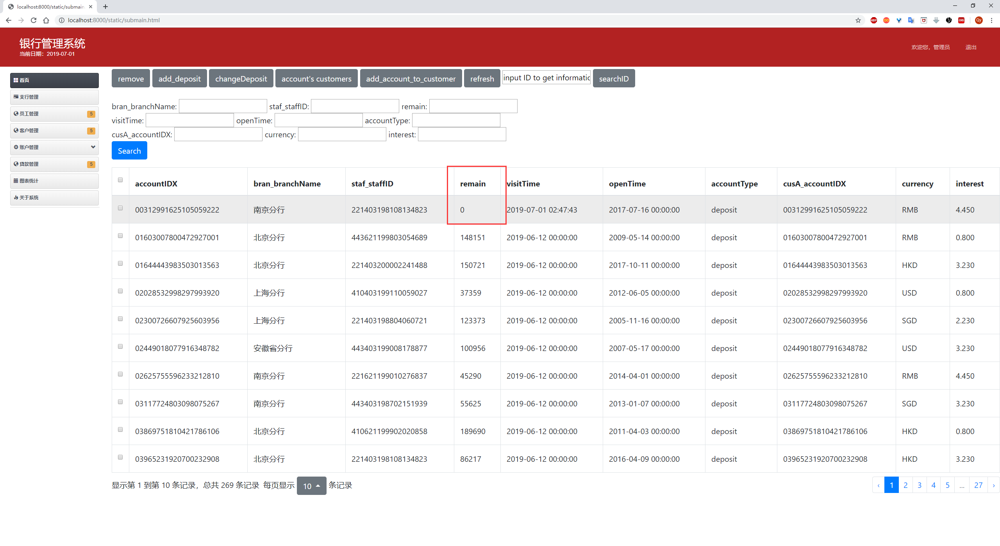 localhost:8000/static/submain
localhost:8000/static/submain.html
ABP
CORS
Qy
银行管理系统
当前日期：2019-07-01
欢迎您，管理员 退出
首页
支行管理
员工管理 5
客户管理 5
账户管理
贷款管理 5
图表统计
关于系统
remove add_deposit changeDeposit account's customers add_account_to_customer refresh input ID to get informatic searchID
bran_branchName: staf_staffID: remain:
visitTime: openTime: accountType:
cusA_accountIDX: currency: interest:
Search
accountIDX bran_branchName staf_staffID remain visitTime openTime accountType cusA_accountIDX currency interest
00312991625105059222 南京分行 221403198108134823 0 2019-07-01 02:47:43 2017-07-16 00:00:00 deposit 00312991625105059222 RMB 4.450
01603007800472927001 北京分行 443621199803054689 148151 2019-06-12 00:00:00 2009-05-14 00:00:00 deposit 01603007800472927001 RMB 0.800
01644443983503013563 北京分行 221403200002241488 150721 2019-06-12 00:00:00 2017-10-11 00:00:00 deposit 01644443983503013563 HKD 3.230
02028532998297993920 上海分行 410403199110059027 37359 2019-06-12 00:00:00 2012-06-05 00:00:00 deposit 02028532998297993920 USD 0.800
02300726607925603956 上海分行 221403198804060721 123373 2019-06-12 00:00:00 2005-11-16 00:00:00 deposit 02300726607925603956 SGD 2.230
02449018077916348782 安徽省分行 443403199008178877 100956 2019-06-12 00:00:00 2007-05-17 00:00:00 deposit 02449018077916348782 USD 3.230
02625755596233212810 南京分行 221621199010276837 45290 2019-06-12 00:00:00 2014-04-01 00:00:00 deposit 02625755596233212810 RMB 4.450
03117724803098075267 南京分行 443403198702151939 55625 2019-06-12 00:00:00 2013-01-07 00:00:00 deposit 03117724803098075267 SGD 3.230
03869751810421786106 北京分行 410621199902020858 189690 2019-06-12 00:00:00 2011-04-03 00:00:00 deposit 03869751810421786106 HKD 0.800
03965231920700232908 北京分行 221403198108134823 86217 2019-06-12 00:00:00 2016-04-09 00:00:00 deposit 03965231920700232908 HKD 3.230
显示第 1 到第 10 条记录，总共 269 条记录 每页显示 10 条记录
‹ 1 2 3 4 5 ... 27 ›